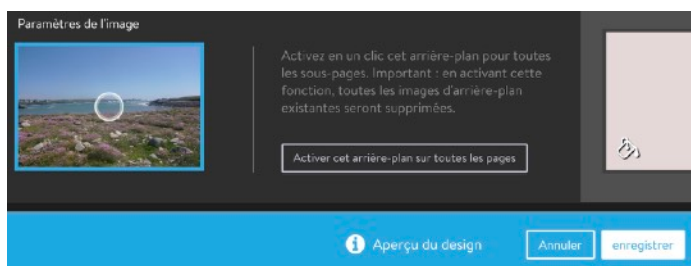 Paramètres de l'image
Activez en un clic cet arrière-plan pour toutes
les sous-pages. Important : en activant cette
fonction, toutes les images d'arrière-plan
existantes seront supprimées.
Activer cet arrière-plan sur toutes les pages
Aperçu du design
Annuler
enregistrer